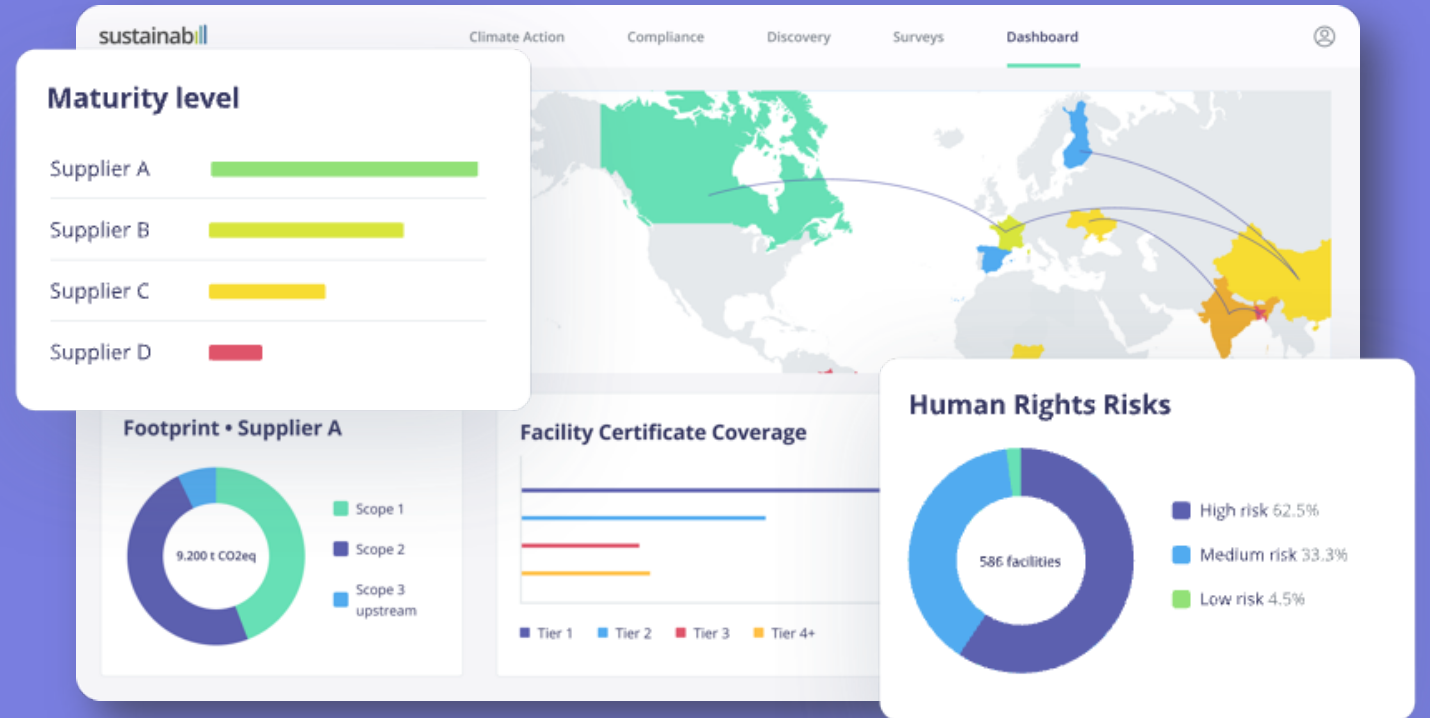 sustainabill
Climate Action
Compliance
Discovery
Surveys
Dashboard
Maturity level
Supplier A
Supplier B
Supplier C
Supplier D
Footprint • Supplier A
9.200 t CO2eq
Scope 1
Scope 2
Scope 3
upstream
Facility Certificate Coverage
Tier 1
Tier 2
Tier 3
Tier 4+
Human Rights Risks
586 facilities
High risk 62.5%
Medium risk 33.3%
Low risk 4.5%